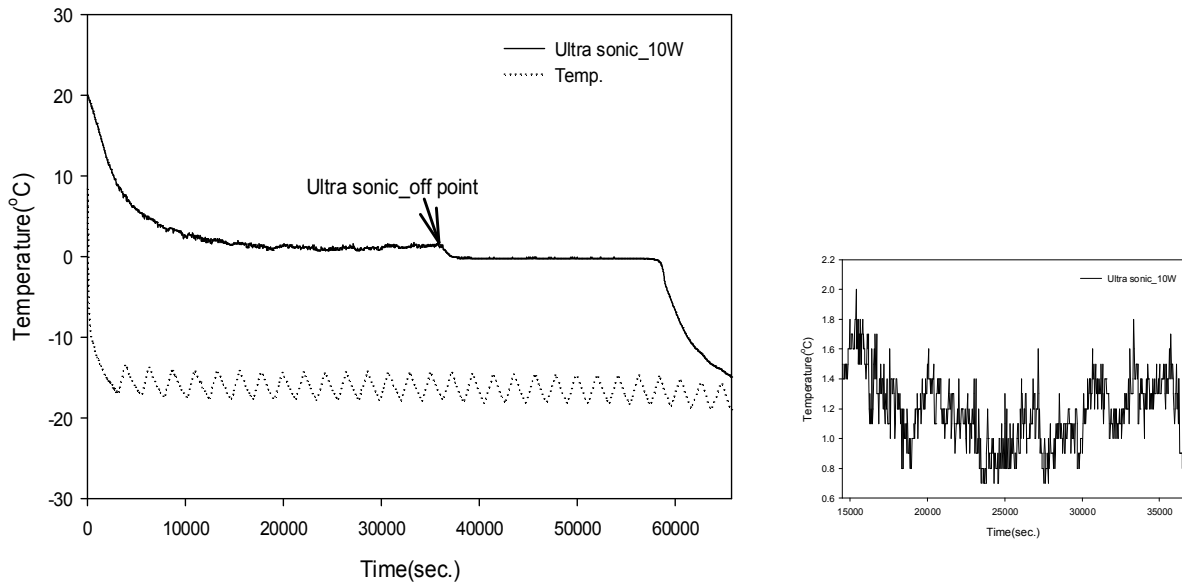 30
20
10
0
-10
-20
-30
Temperature(°C)
Ultra sonic_10W
Temp.
Ultra sonic_off point
0 10000 20000 30000 40000 50000 60000
Time(sec.)
2.2
2.0
1.8
1.6
1.4
1.2
1.0
0.8
0.6
Temperature(°C)
Ultra sonic_10W
15000 20000 25000 30000 35000
Time(sec.)